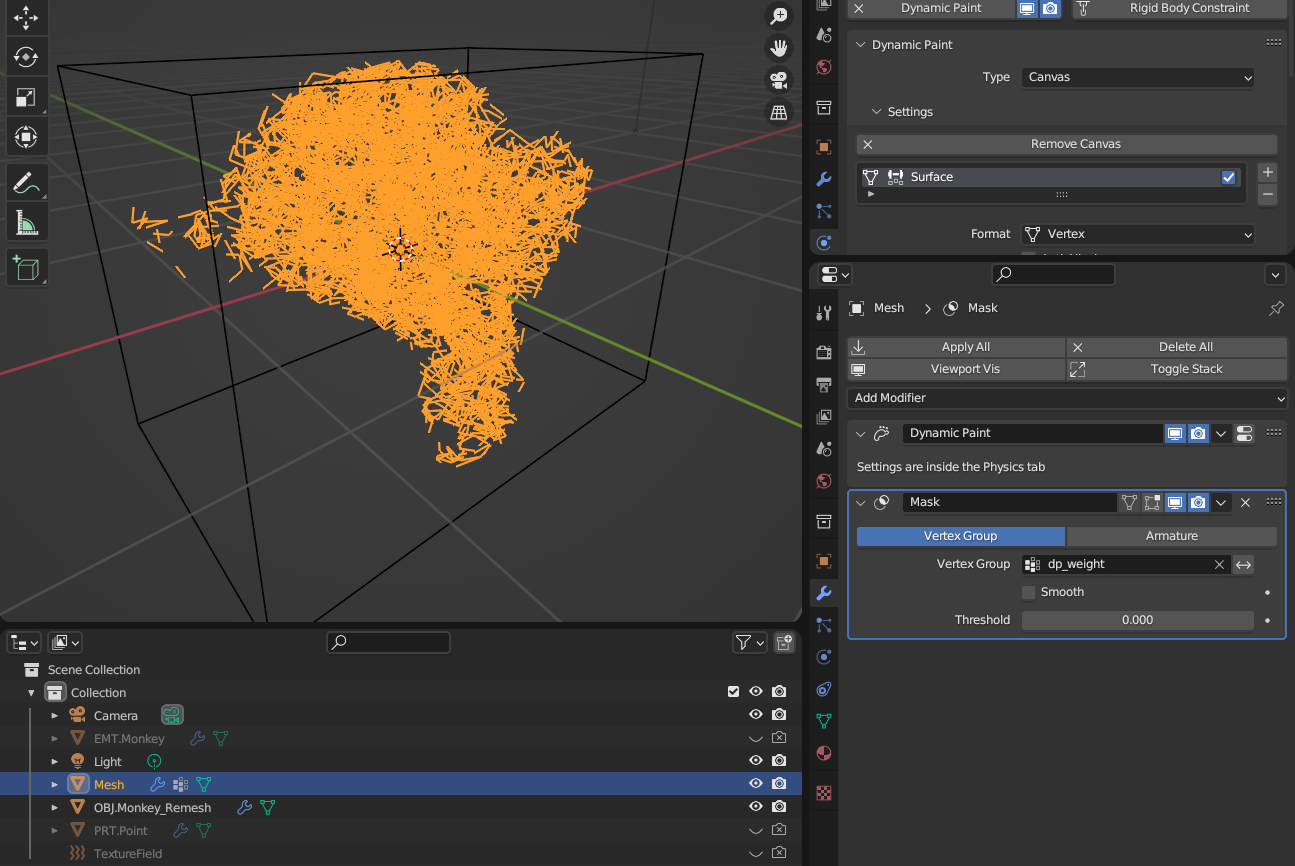 Dynamic Paint
Rigid Body Constraint
Dynamic Paint
Type Canvas
Settings
Remove Canvas
Surface
Format Vertex
Mesh > Mask
Apply All Delete All
Viewport Vis Toggle Stack
Add Modifier
Dynamic Paint
Settings are inside the Physics tab
Mask
Vertex Group Armature
Vertex Group dp_weight
Smooth
Threshold 0.000
Scene Collection
Collection
Camera
EMT.Monkey
Light
Mesh
OBJ.Monkey_Remesh
PRT.Point
TextureField